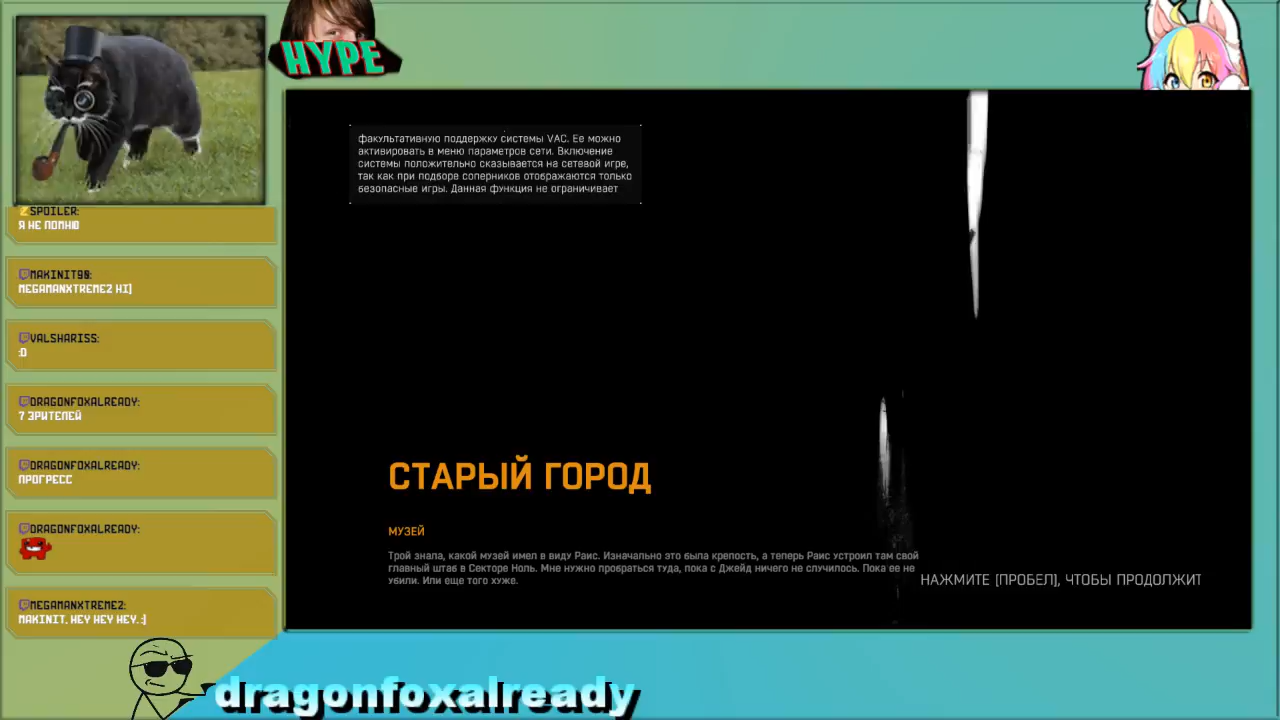 HYPE
SPOILER:
Я НЕ ПОМНЮ
MAKINIT90:
MEGAMANXTREME2 HI)
VALSHARISS:
:D
DRAGONFOXALREADY:
7 ЗРИТЕЛЕЙ
DRAGONFOXALREADY:
ПРОГРЕСС
DRAGONFOXALREADY:
MEGAMANXTREME2:
MAKINIT, HEY HEY HEY. :)
факультативную поддержку системы VAC. Ее можно
активировать в меню параметров сети. Включение
системы положительно сказывается на сетевой игре,
так как при подборе соперников отображаются только
безопасные игры. Данная функция не ограничивает
СТАРЫЙ ГОРОД
МУЗЕЙ
Трой знала, какой музей имел в виду Раис. Изначально это была крепость, а теперь Раис устроил там свой
главный штаб в Секторе Ноль. Мне нужно пробраться туда, пока с Джейд ничего не случилось. Пока ее не
убили. Или еще того хуже.
НАЖМИТЕ [ПРОБЕЛ], ЧТОБЫ ПРОДОЛЖИТ
dragonfoxalready